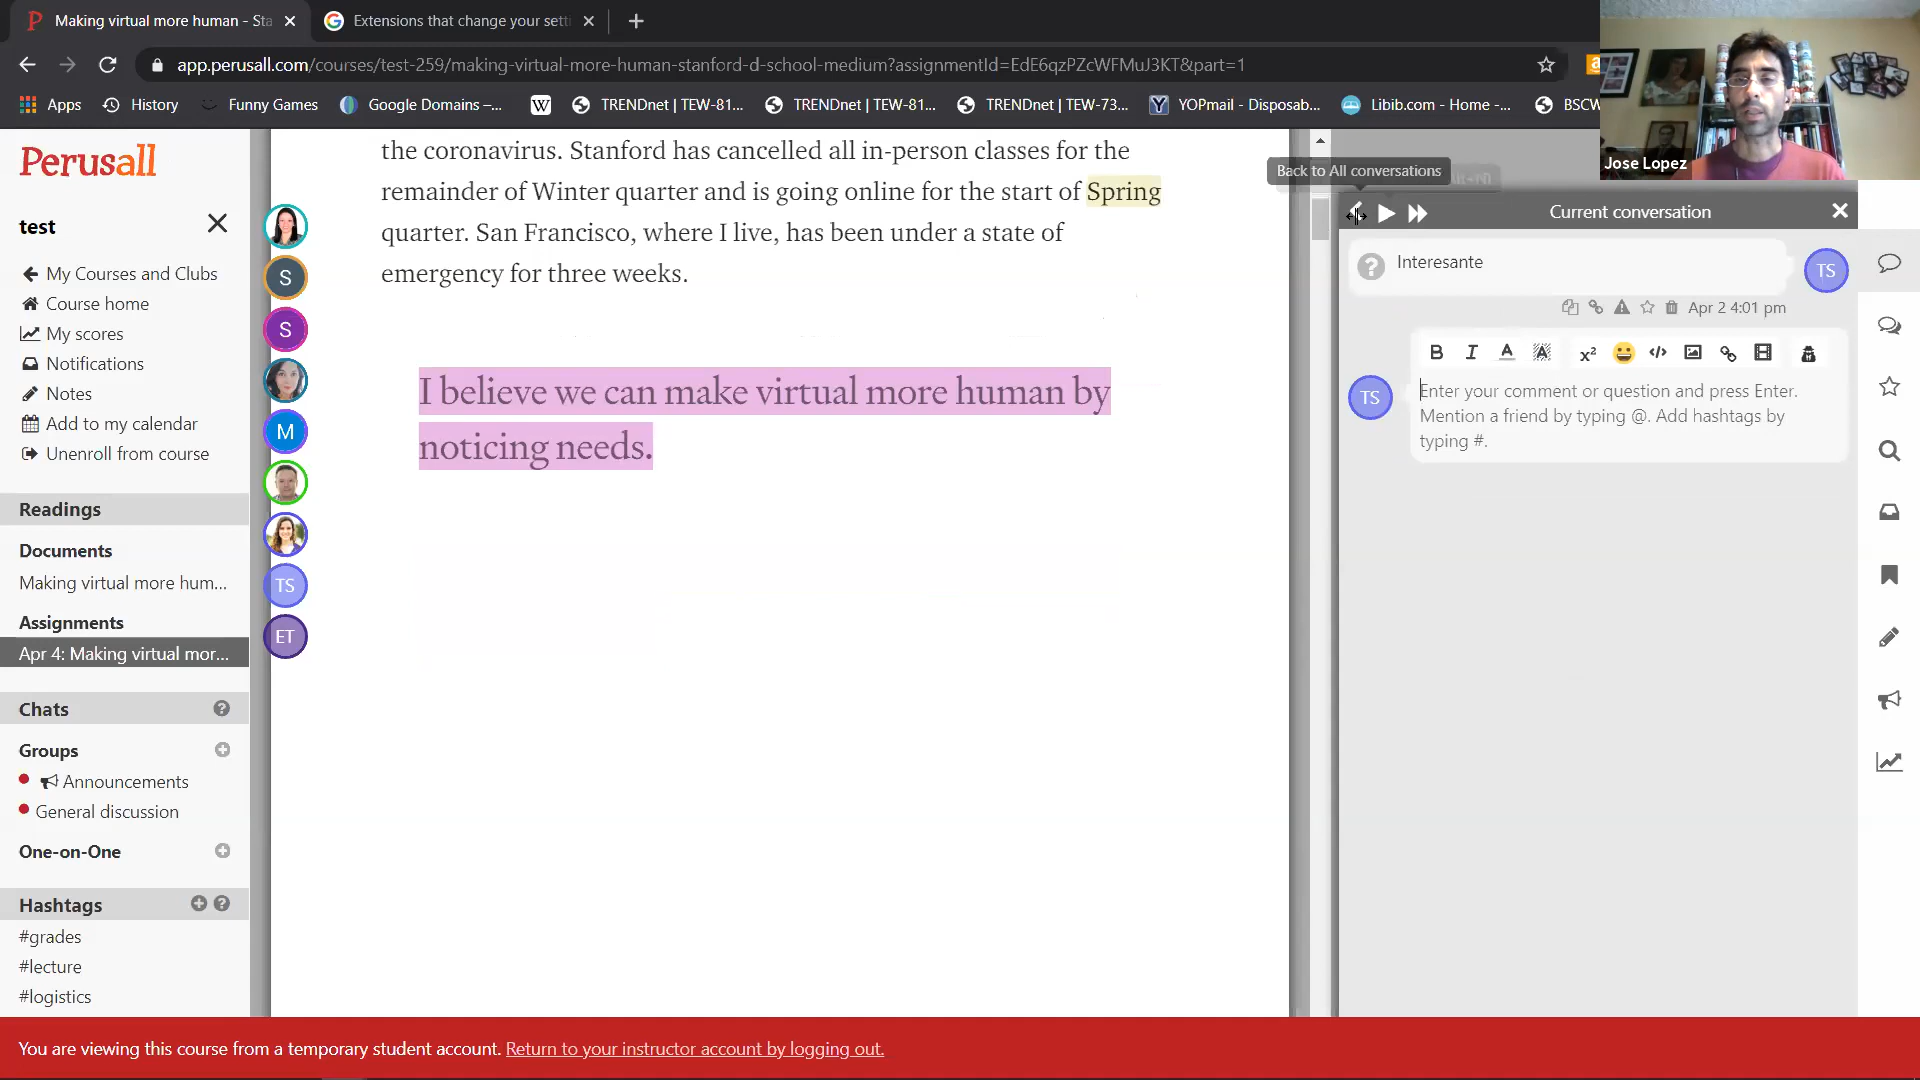 Making virtual more human - Sta
Extensions that change your sett
app.perusall.com/courses/test-259/making-virtual-more-human-stanford-d-school-medium?assignmentId=EdE6qzPZcWFMuJ3KT&part=1
Apps
History
Funny Games
Google Domains –...
W
TRENDnet | TEW-81...
TRENDnet | TEW-81...
TRENDnet | TEW-73...
YOPmail - Disposab...
Libib.com - Home -...
BSCW
Jose Lopez
Perusall
test
My Courses and Clubs
Course home
My scores
Notifications
Notes
Add to my calendar
Unenroll from course
Readings
Documents
Making virtual more hum...
Assignments
Apr 4: Making virtual mor...
Chats
Groups
Announcements
General discussion
One-on-One
Hashtags
#grades
#lecture
#logistics
S
S
M
TS
ET
the coronavirus. Stanford has cancelled all in-person classes for the
remainder of Winter quarter and is going online for the start of Spring
quarter. San Francisco, where I live, has been under a state of
emergency for three weeks.
I believe we can make virtual more human by
noticing needs.
Back to All conversations
Current conversation
Interesante
TS
Apr 2 4:01 pm
TS
Enter your comment or question and press Enter.
Mention a friend by typing @. Add hashtags by
typing #.
You are viewing this course from a temporary student account. Return to your instructor account by logging out.